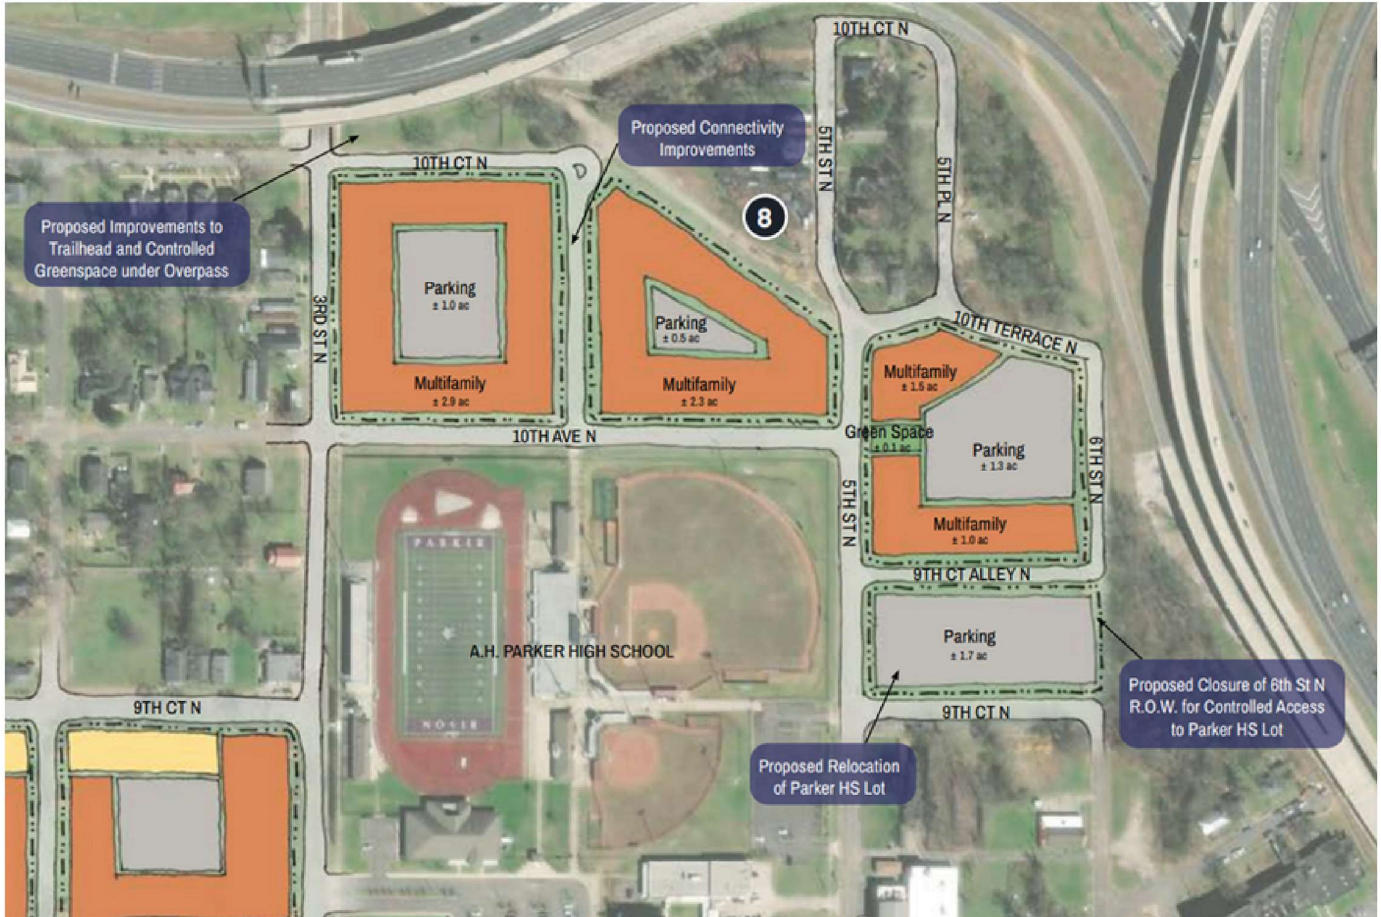 10TH CT N
Proposed Connectivity
Improvements
5TH ST N
5TH PL N
10TH CT N
8
Proposed Improvements to
Trailhead and Controlled
Greenspace under Overpass
3RD ST N
Parking
± 1.0 ac
Multifamily
± 2.9 ac
Parking
± 0.5 ac
Multifamily
± 2.3 ac
10TH TERRACE N
Multifamily
± 1.5 ac
Green Space
± 0.1 ac
Parking
± 1.3 ac
6TH ST N
10TH AVE N
5TH ST N
Multifamily
± 1.0 ac
9TH CT ALLEY N
PARKER
A.H. PARKER HIGH SCHOOL
Parking
± 1.7 ac
BISON
9TH CT N
9TH CT N
Proposed Closure of 6th St N
R.O.W. for Controlled Access
to Parker HS Lot
Proposed Relocation
of Parker HS Lot